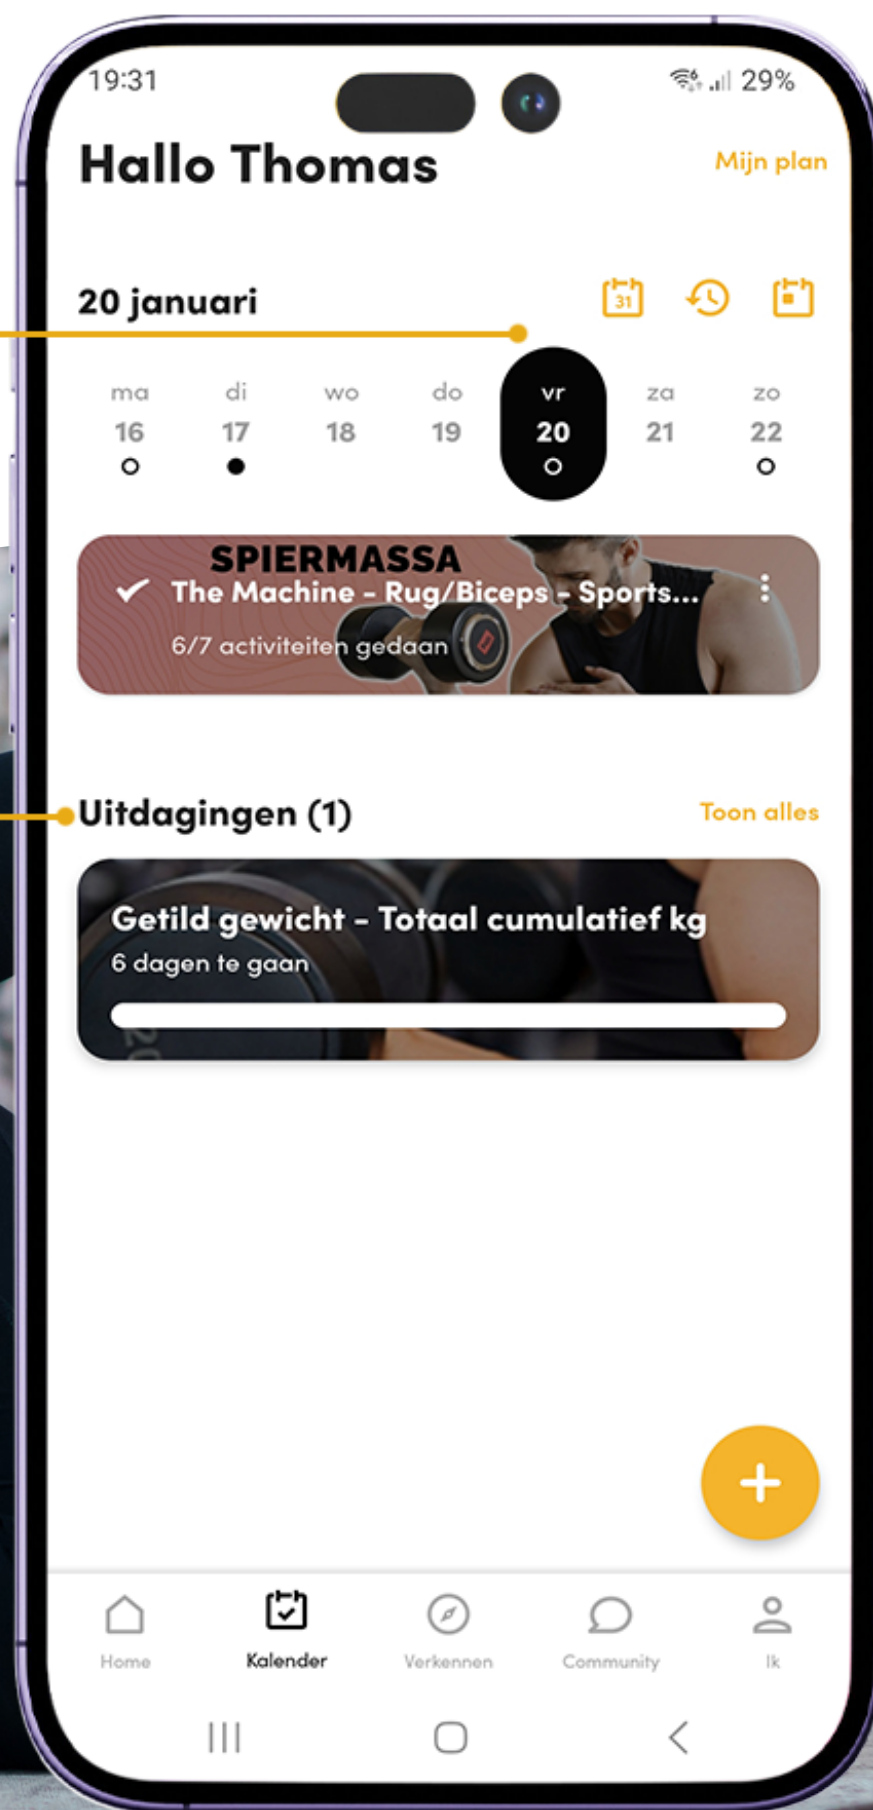 19:31
29%
Hallo Thomas
Mijn plan
20 januari
31
ma di wo do vr za zo
16 17 18 19 20 21 22
SPIERMASSA
The Machine - Rug/Biceps - Sports...
6/7 activiteiten gedaan
Uitdagingen (1)
Toon alles
Getild gewicht - Totaal cumulatief kg
6 dagen te gaan
20
Home Kalender Verkennen Community Ik